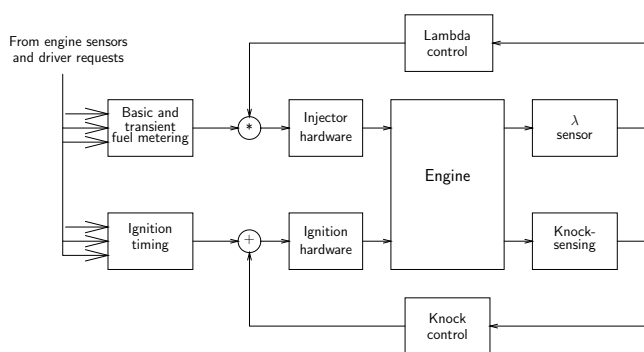 From engine sensors
and driver requests
Lambda
control
Basic and
transient
fuel metering
*
Injector
hardware
Engine
λ
sensor
Ignition
timing
+
Ignition
hardware
Knock-
sensing
Knock
control